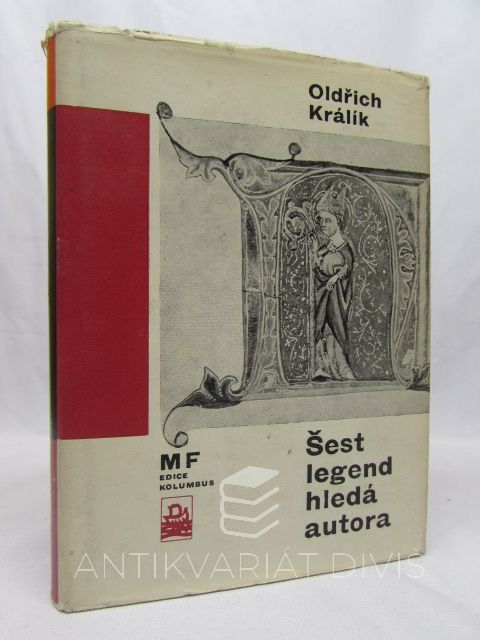 Oldřich
Králík
MF
EDICE
KOLUMBUS
Šest
legend
hledá
autora
ANTIKVARIÁT DIVIŠ